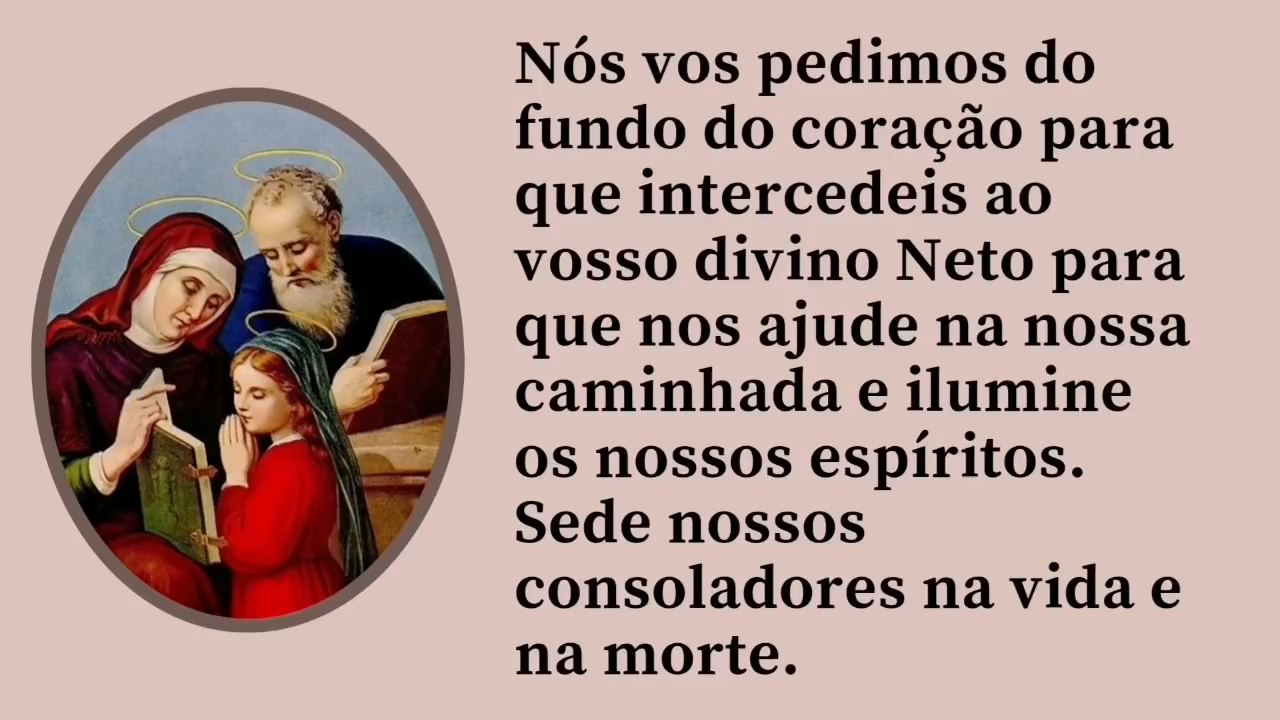 Nós vos pedimos do
fundo do coração para
que intercedeis ao
vosso divino Neto para
que nos ajude na nossa
caminhada e ilumine
os nossos espíritos.
Sede nossos
consoladores na vida e
na morte.